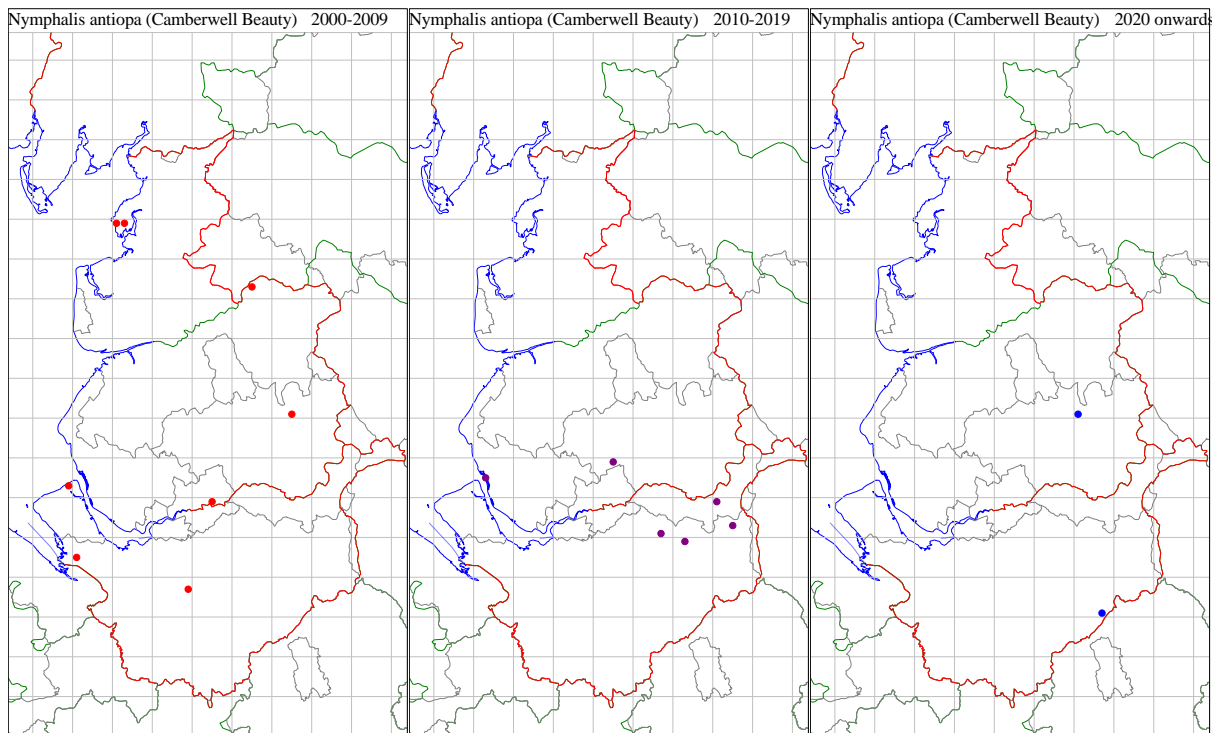 Nymphalis antiopa (Camberwell Beauty) 2000-2009
Nymphalis antiopa (Camberwell Beauty) 2010-2019
Nymphalis antiopa (Camberwell Beauty) 2020 onwards